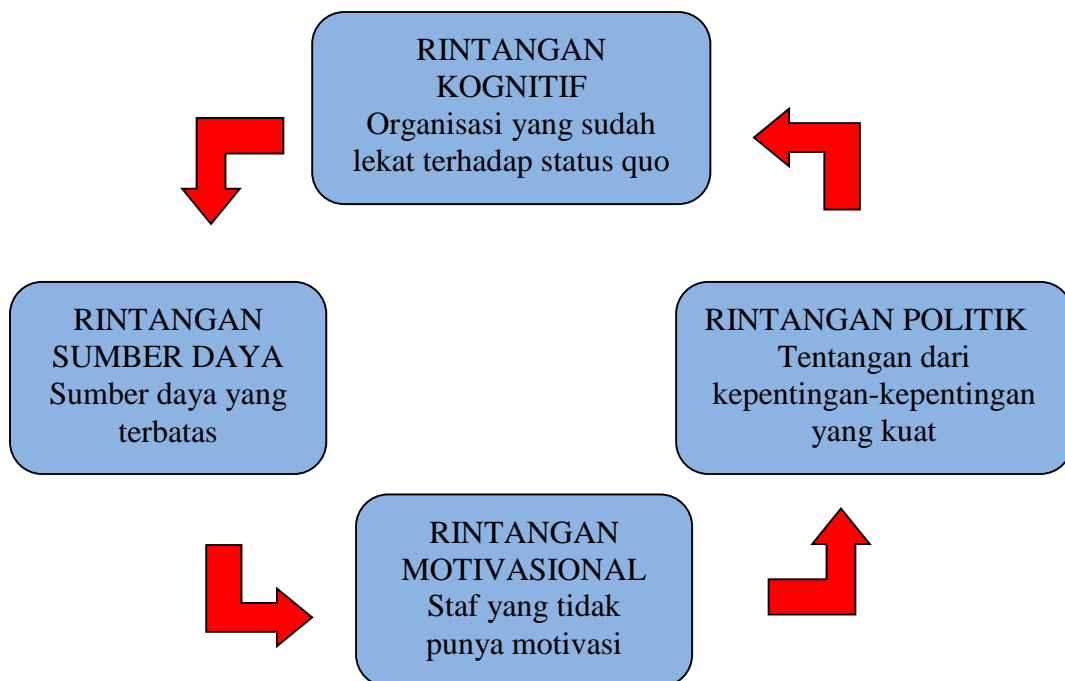 RINTANGAN
KOGNITIF
Organisasi yang sudah
lekat terhadap status quo
RINTANGAN
SUMBER DAYA
Sumber daya yang
terbatas
RINTANGAN POLITIK
Tentangan dari
kepentingan-kepentingan
yang kuat
RINTANGAN
MOTIVASIONAL
Staf yang tidak
punya motivasi